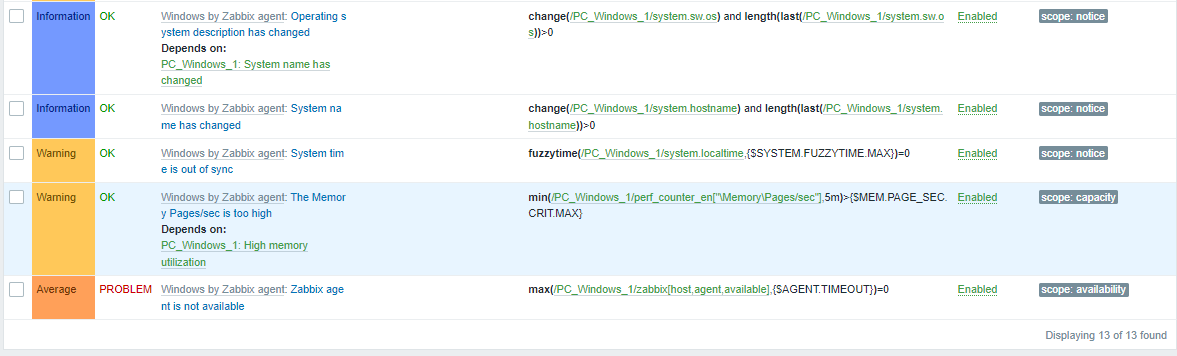 Information OK Windows by Zabbix agent: Operating s change(/PC_Windows_1/system.sw.os) and length(last(/PC_Windows_1/system.sw.o Enabled scope: notice
ystem description has changed s))>0
Depends on:
PC_Windows_1: System name has
changed
Information OK Windows by Zabbix agent: System na change(/PC_Windows_1/system.hostname) and length(last(/PC_Windows_1/system. Enabled scope: notice
me has changed hostname))>0
Warning OK Windows by Zabbix agent: System tim fuzzytime(/PC_Windows_1/system.localtime,{$SYSTEM.FUZZYTIME.MAX})=0 Enabled scope: notice
e is out of sync
Warning OK Windows by Zabbix agent: The Memor min(/PC_Windows_1/perf_counter_en["\Memory\Pages/sec"],5m)>{$MEM.PAGE_SEC. Enabled scope: capacity
y Pages/sec is too high CRIT.MAX}
Depends on:
PC_Windows_1: High memory
utilization
Average PROBLEM Windows by Zabbix agent: Zabbix age max(/PC_Windows_1/zabbix[host,agent,available],{$AGENT.TIMEOUT})=0 Enabled scope: availability
nt is not available
Displaying 13 of 13 found